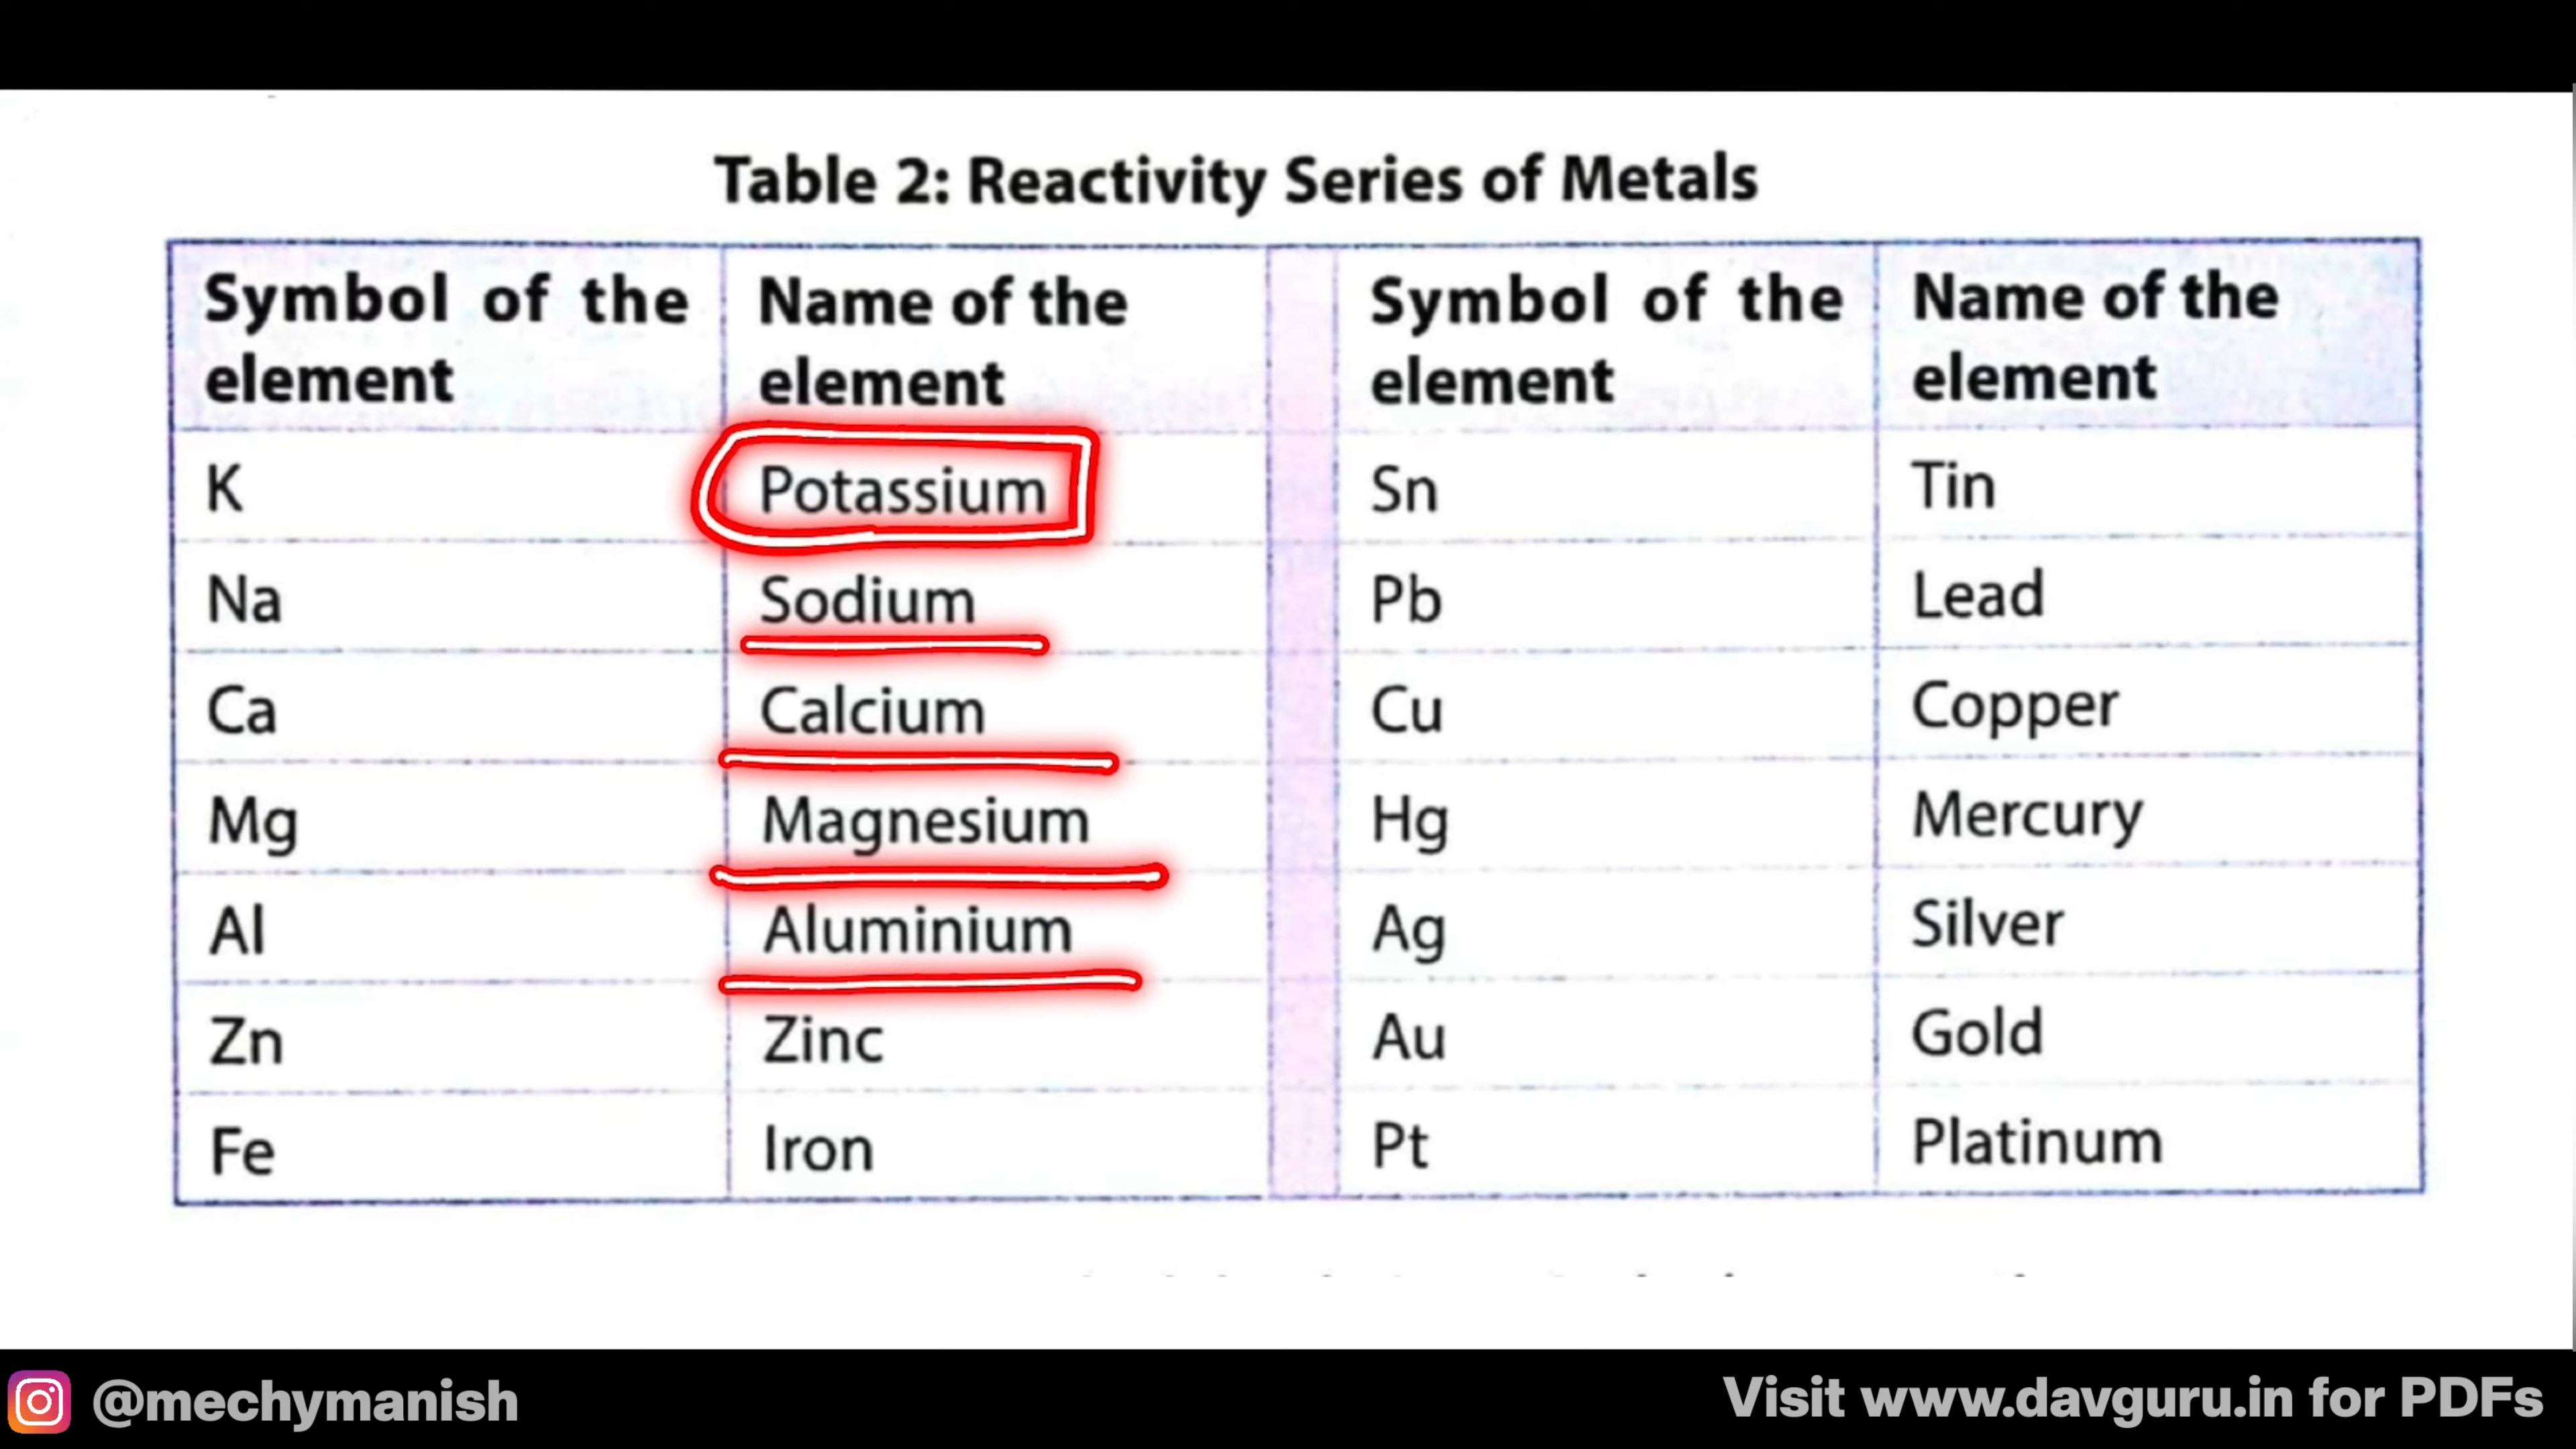 Table 2: Reactivity Series of Metals
Symbol of the element Name of the element Symbol of the element Name of the element
K Potassium Sn Tin
Na Sodium Pb Lead
Ca Calcium Cu Copper
Mg Magnesium Hg Mercury
Al Aluminium Ag Silver
Zn Zinc Au Gold
Fe Iron Pt Platinum
@mechymanish Visit www.davguru.in for PDFs